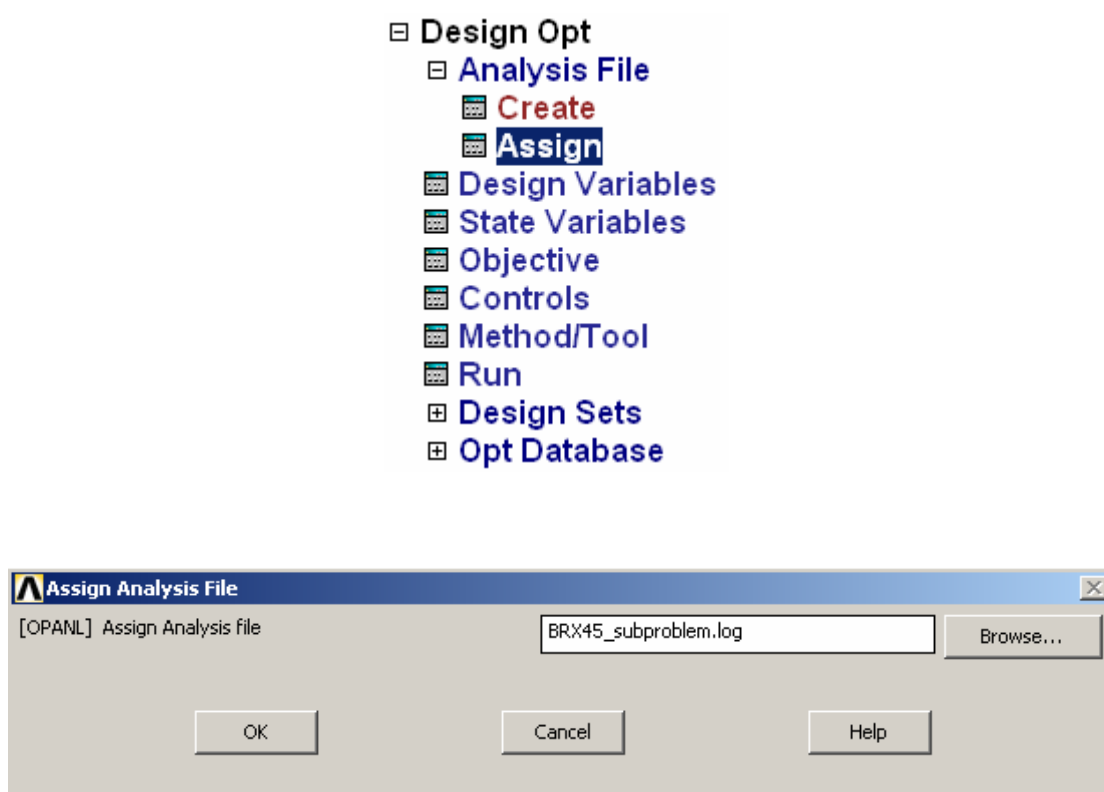 Design Opt
Analysis File
Create
Assign
Design Variables
State Variables
Objective
Controls
Method/Tool
Run
Design Sets
Opt Database
Assign Analysis File
[OPANL] Assign Analysis file BRX45_subproblem.log Browse...
OK Cancel Help